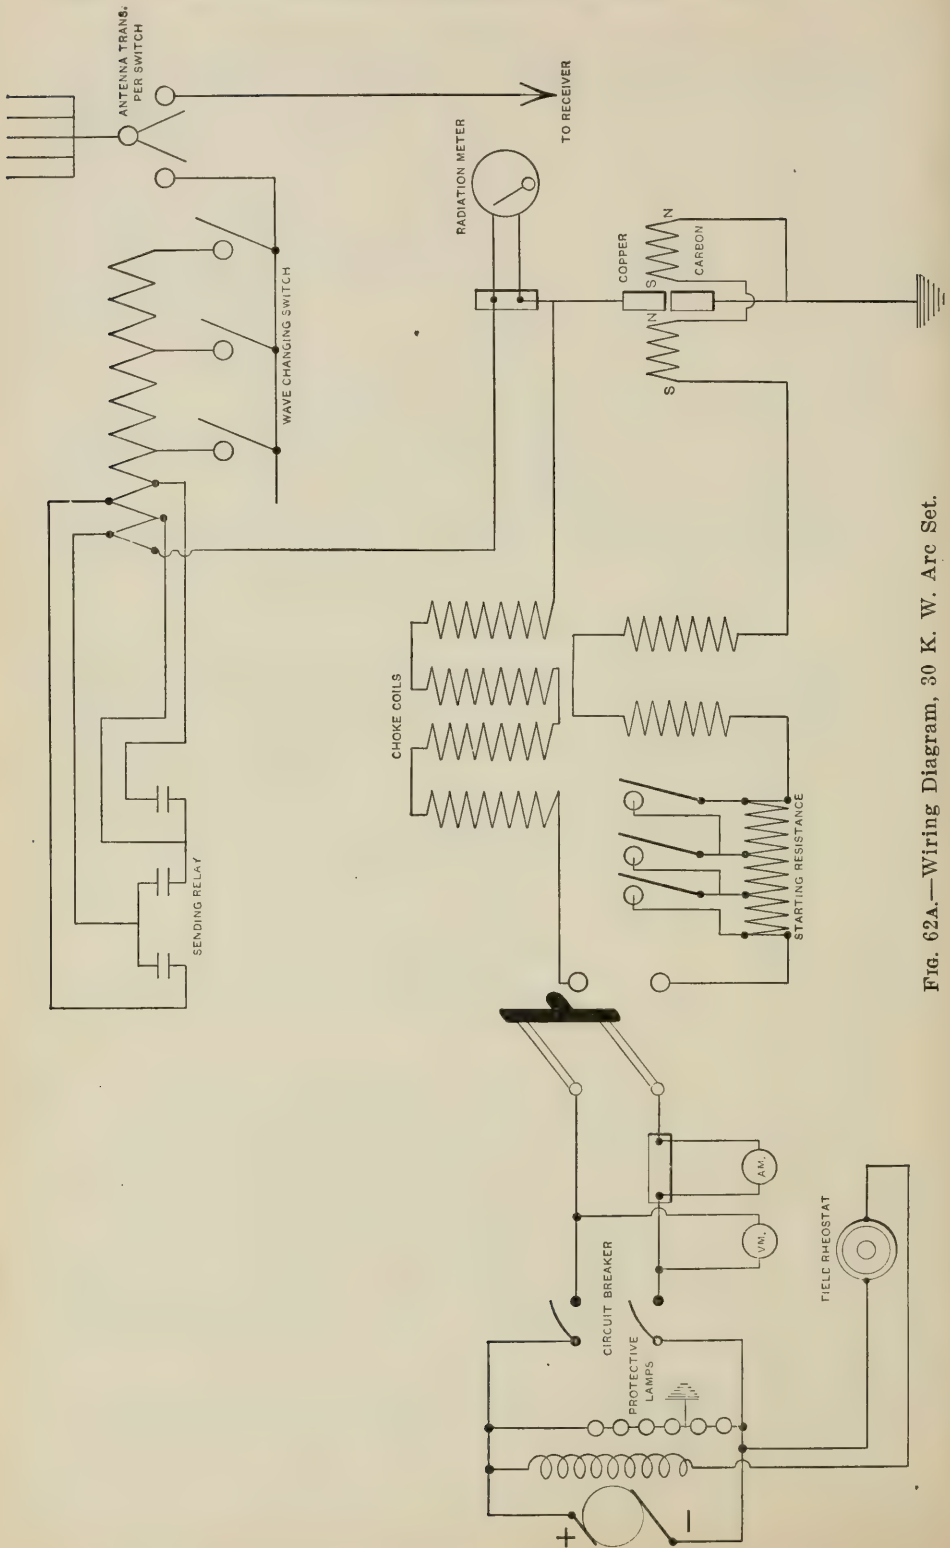 ANTENNA TRANS.
PER SWITCH
TO RECEIVER
RADIATION METER
WAVE CHANGING SWITCH
COPPER
CARBON
N
S
N
S
CHOKE COILS
SENDING RELAY
STARTING RESISTANCE
AM.
VM.
CIRCUIT BREAKER
PROTECTIVE
LAMPS
FIELD RHEOSTAT
+
–
FIG. 62A.—Wiring Diagram, 30 K. W. Arc Set.